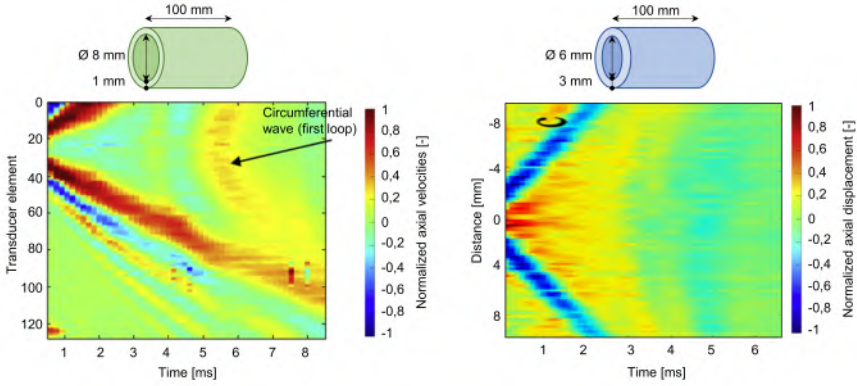 100 mm
Ø 8 mm
1 mm
Circumferential
wave (first loop)
Transducer element
0
20
40
60
80
100
120
1 2 3 4 5 6 7 8
Time [ms]
1
0,8
0,6
0,4
0,2
0
-0,2
-0,4
-0,6
-0,8
-1
Normalized axial velocities [-]
100 mm
Ø 6 mm
3 mm
C
Distance [mm]
-8
-4
0
4
8
1 2 3 4 5 6
Time [ms]
1
0,8
0,6
0,4
0,2
0
-0,2
-0,4
-0,6
-0,8
-1
Normalized axial displacement [-]